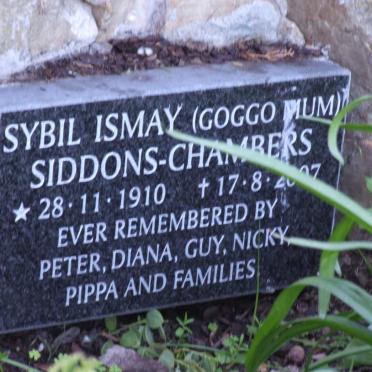 SYBIL ISMAY (GOGGO MUM)
SIDDONS-CHAMBERS
★ 28·11·1910 † 17·8·2007
EVER REMEMBERED BY
PETER, DIANA, GUY, NICKY,
PIPPA AND FAMILIES